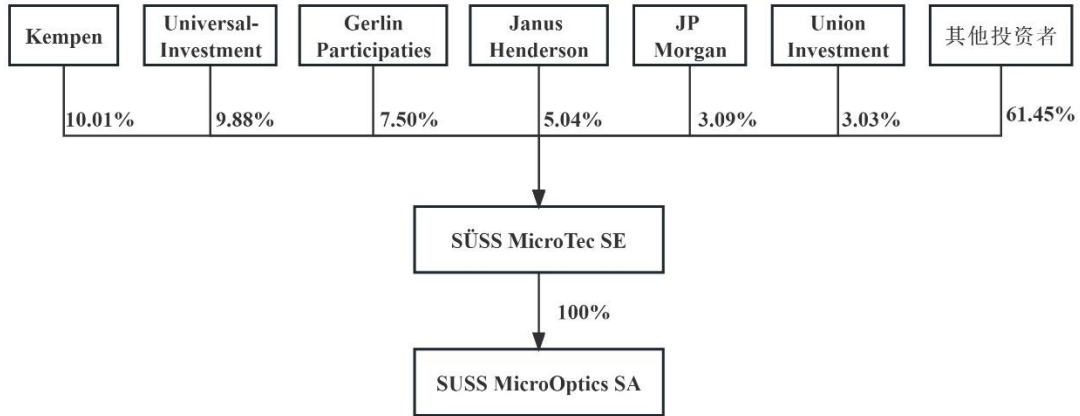 Kempen
Universal-
Investment
Gerlin
Participaties
Janus
Henderson
JP
Morgan
Union
Investment
其他投资者
10.01%
9.88%
7.50%
5.04%
3.09%
3.03%
61.45%
SÜSS MicroTec SE
100%
SUSS MicroOptics SA